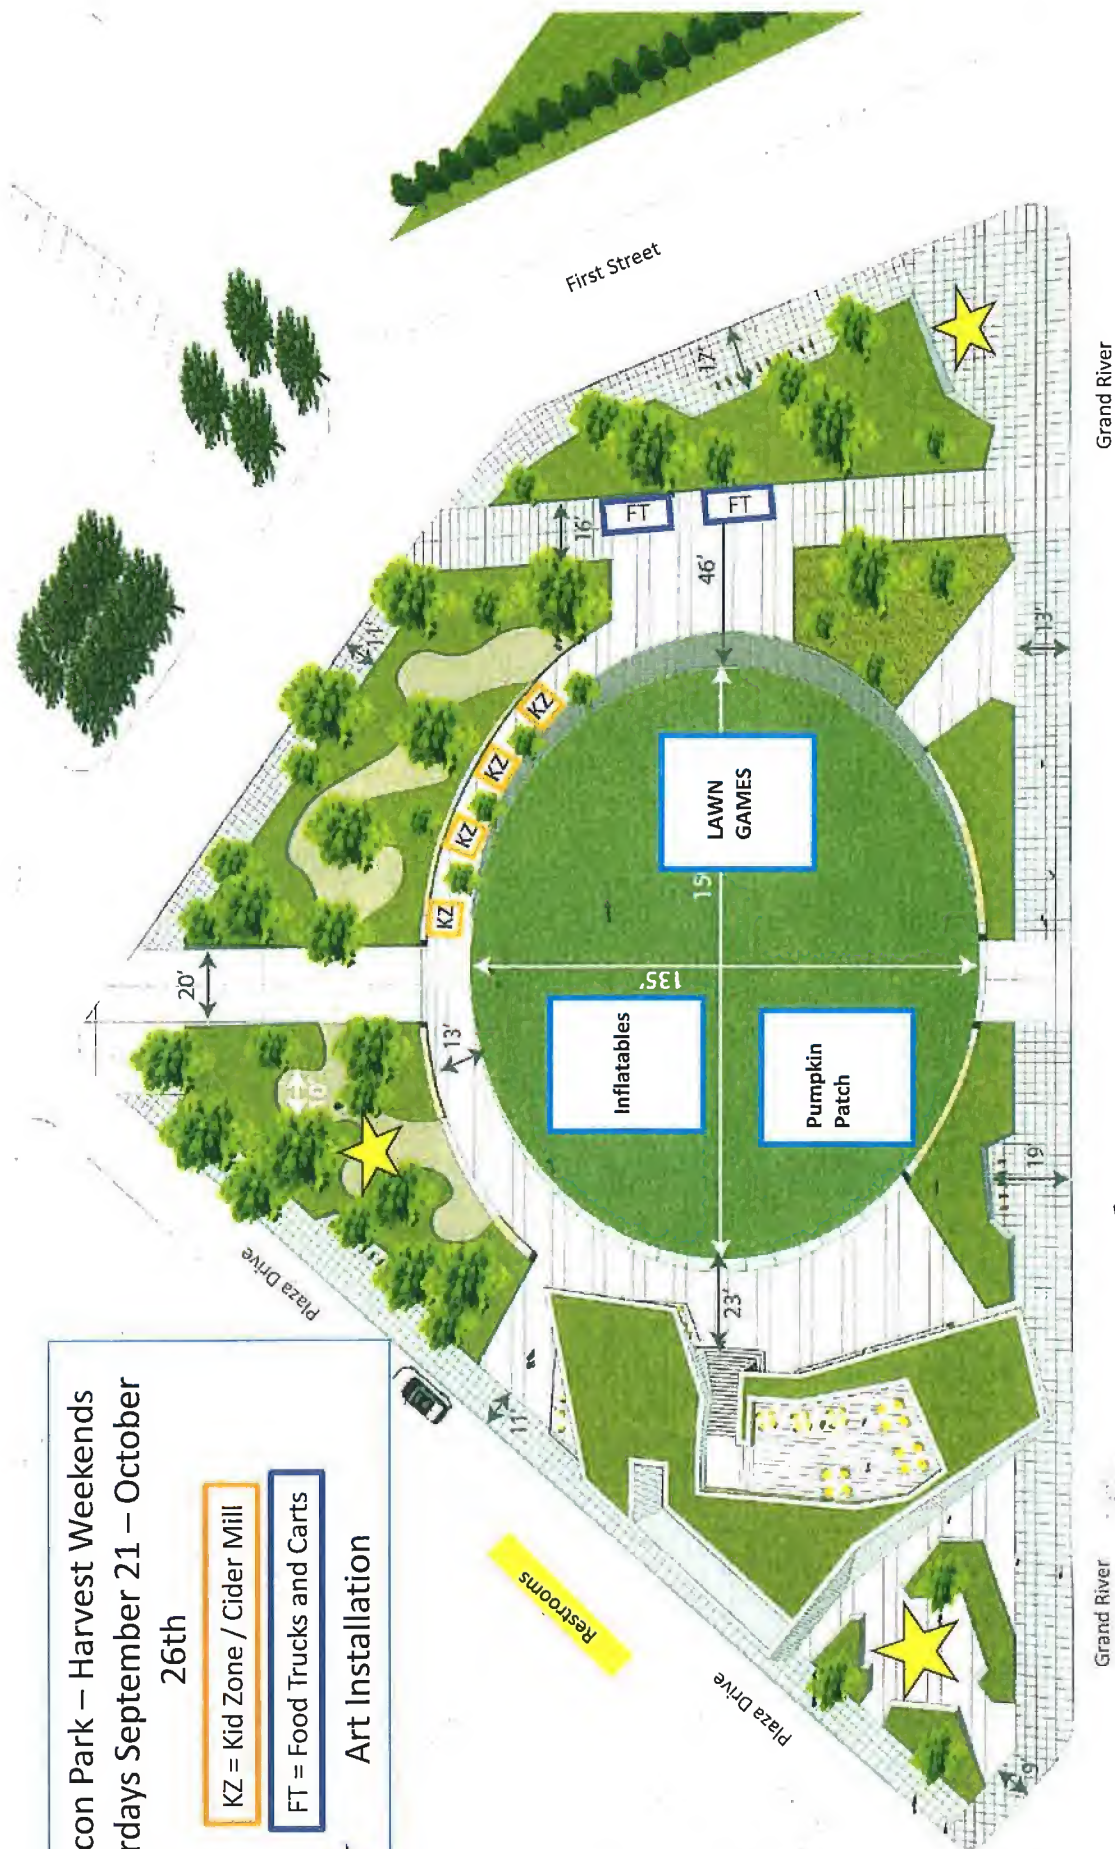 con Park – Harvest Weekends
rdays September 21 – October
26th
KZ = Kid Zone / Cider Mill
FT = Food Trucks and Carts
Art Installation
Plaza Drive
Restrooms
Plaza Drive
First Street
20'
10'
11'
13'
23'
11'
16'
17'
46'
KZ
KZ
KZ
KZ
FT
FT
135'
Inflatables
Pumpkin
Patch
LAWN
GAMES
19'
13'
9'
Grand River
Grand River